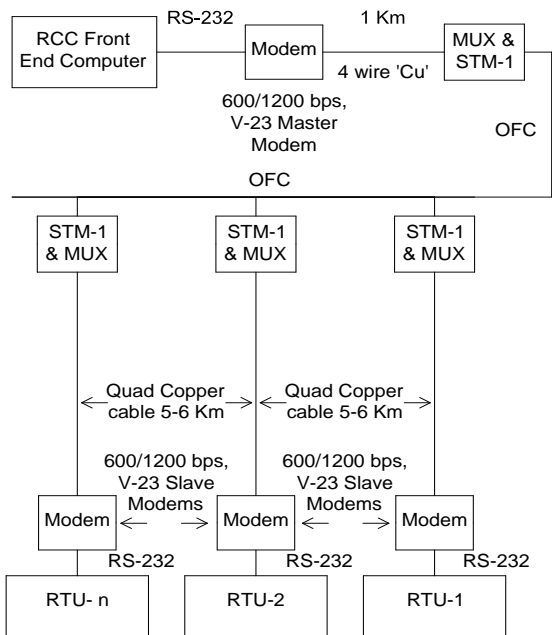 RS-232
1 Km
RCC Front
End Computer
Modem
MUX &
STM-1
4 wire 'Cu'
600/1200 bps,
V-23 Master
Modem
OFC
OFC
STM-1
& MUX
STM-1
& MUX
STM-1
& MUX
Quad Copper
cable 5-6 Km
Quad Copper
cable 5-6 Km
600/1200 bps,
V-23 Slave
Modems
600/1200 bps,
V-23 Slave
Modems
Modem
Modem
Modem
RS-232
RS-232
RS-232
RTU- n
RTU-2
RTU-1